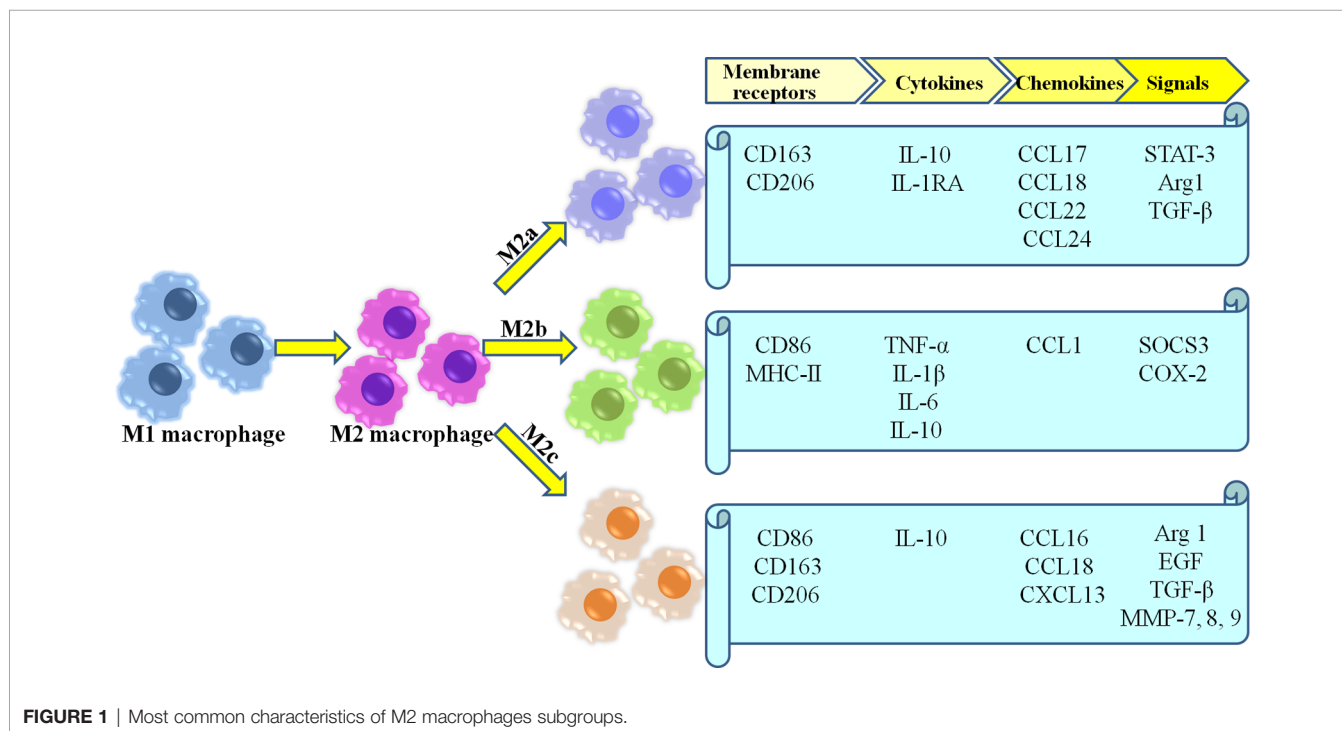 Membrane
receptors
Cytokines
Chemokines
Signals
CD163
CD206
IL-10
IL-1RA
CCL17
CCL18
CCL22
CCL24
STAT-3
Arg1
TGF-β
M2a
M2b
M2c
M1 macrophage
M2 macrophage
CD86
MHC-II
TNF-α
IL-1β
IL-6
IL-10
CCL1
SOCS3
COX-2
CD86
CD163
CD206
IL-10
CCL16
CCL18
CXCL13
Arg 1
EGF
TGF-β
MMP-7, 8, 9
FIGURE 1 | Most common characteristics of M2 macrophages subgroups.